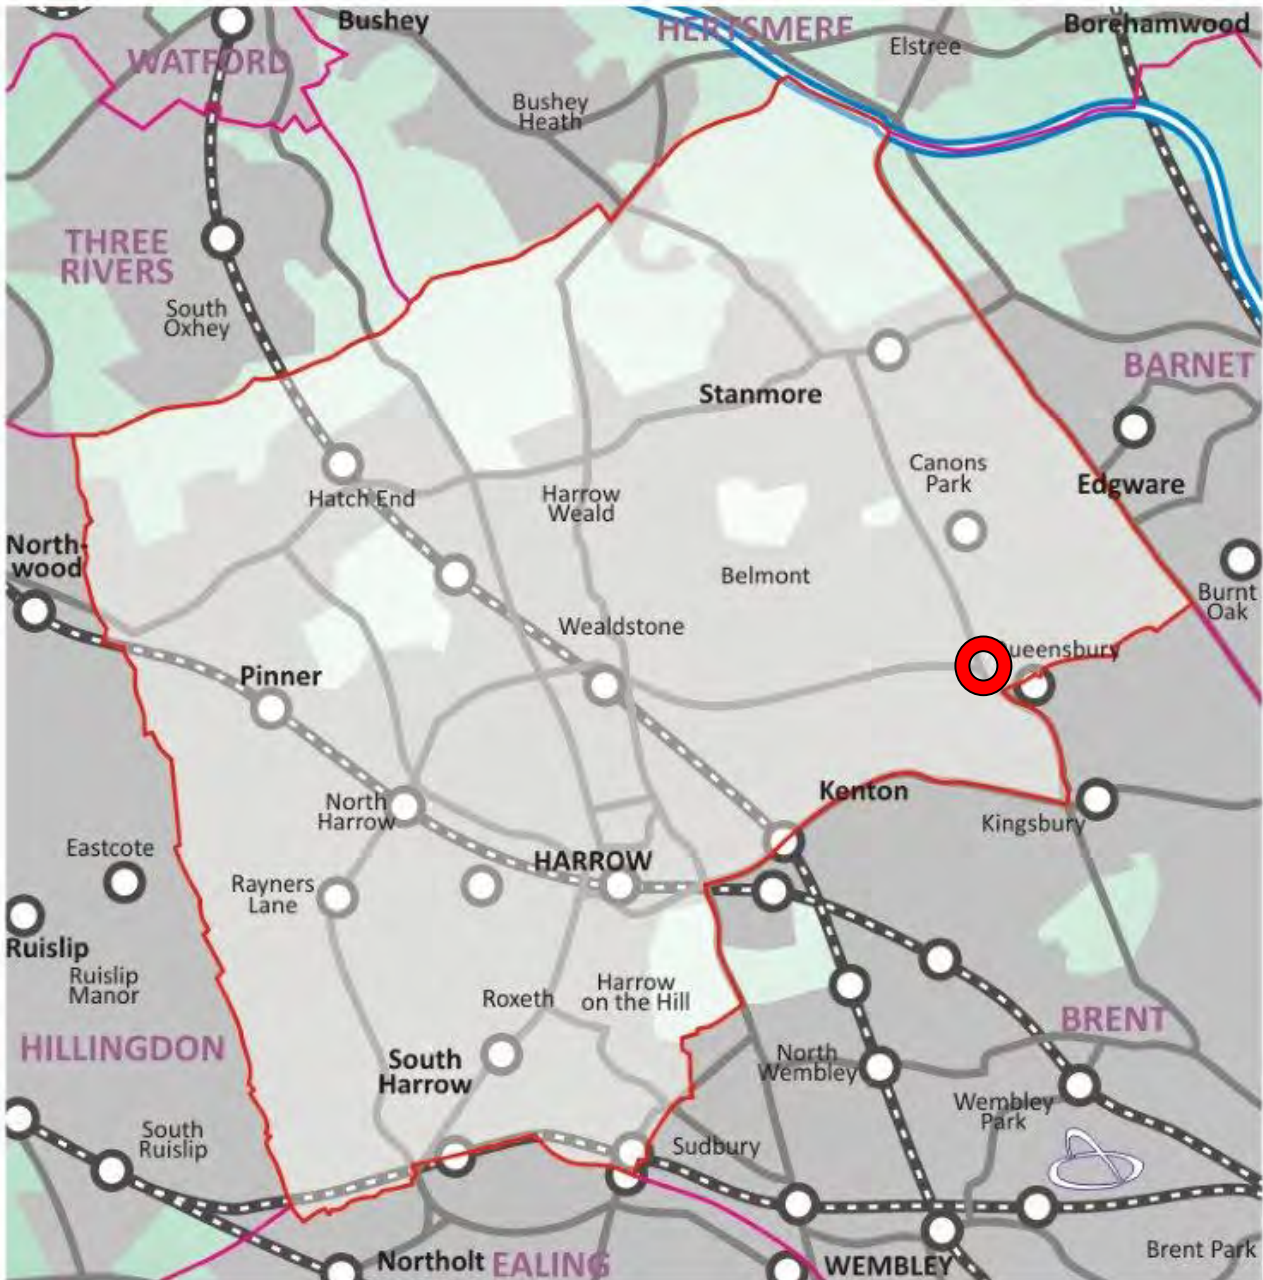 Bushey
HERTSMERE
Borehamwood
WATFORD
Elstree
Bushey
Heath
THREE
RIVERS
South
Oxhey
BARNET
Stanmore
Canons
Park
Edgware
Hatch End
Harrow
Weald
North-
wood
Belmont
Burnt
Oak
Wealdstone
ueensbury
Pinner
Kenton
North
Harrow
Kingsbury
Eastcote
HARROW
Rayners
Lane
Ruislip
Ruislip
Manor
Roxeth
Harrow
on the Hill
BRENT
HILLINGDON
South
Harrow
North
Wembley
Wembley
Park
South
Ruislip
Sudbury
Northolt
EALING
WEMBLEY
Brent Park